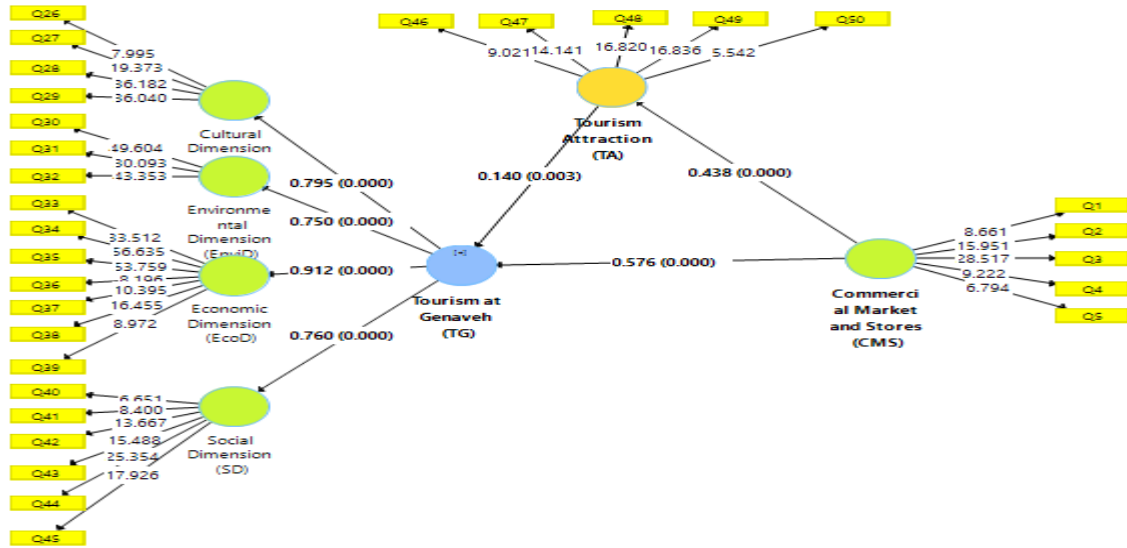 Q26
Q27
Q28
Q29
Q30
Q31
Q32
Q33
Q34
Q35
Q36
Q37
Q38
Q39
Q40
Q41
Q42
Q43
Q44
Q45
7.995
19.373
36.182
36.040
49.604
30.093
43.353
33.512
56.635
53.759
8.196
10.395
16.455
8.972
6.651
8.400
13.667
15.488
25.354
17.926
Cultural
Dimension
Environme
ntal
Dimension
(EnviD)
Economic
Dimension
(EcoD)
Social
Dimension
(SD)
0.795 (0.000)
0.750 (0.000)
0.912 (0.000)
0.760 (0.000)
[+]
Tourism at
Genaveh
(TG)
Q46
Q47
Q48
Q49
Q50
9.021
14.141
16.820
16.836
5.542
Tourism
Attraction
(TA)
0.140 (0.003)
0.438 (0.000)
0.576 (0.000)
Commerci
al Market
and Stores
(CMS)
8.661
15.951
28.517
9.222
6.794
Q1
Q2
Q3
Q4
Q5